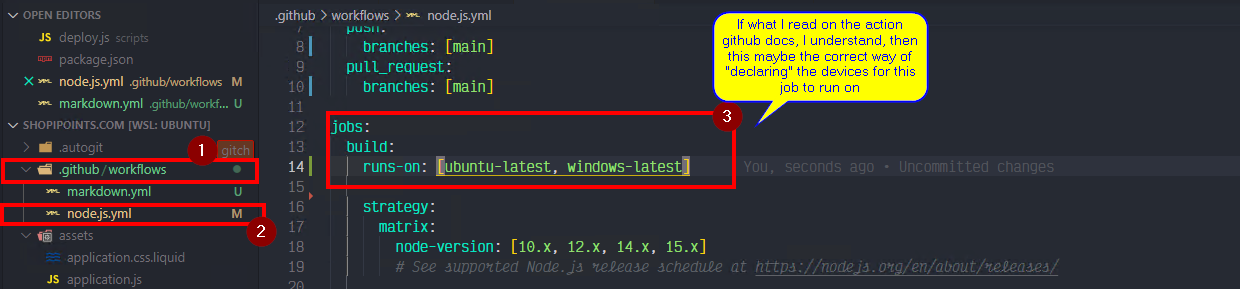 OPEN EDITORS
JS deploy.js scripts
package.json
node.js.yml .github/workflows M
markdown.yml .github/workf... U
SHOPIPOINTS.COM [WSL: UBUNTU]
.autogit
gitch
1
.github/workflows
markdown.yml U
node.js.yml M
2
assets
application.css.liquid
JS application.js
.github > workflows > node.js.yml
7 push:
8 branches: [main]
9 pull_request:
10 branches: [main]
11
12 jobs:
13 build:
14 runs-on: [ubuntu-latest, windows-latest] You, seconds ago • Uncommitted changes
15
16 strategy:
17 matrix:
18 node-version: [10.x, 12.x, 14.x, 15.x]
19 # See supported Node.js release schedule at https://nodejs.org/en/about/releases/
3
If what I read on the action
github docs, I understand, then
this maybe the correct way of
"declaring" the devices for this
job to run on